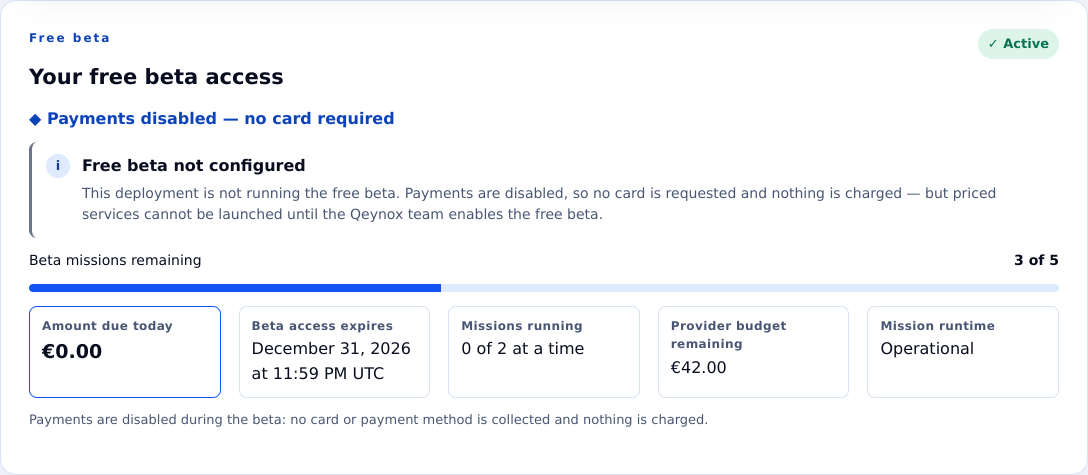 Free beta
✓ Active
Your free beta access
◆ Payments disabled — no card required
i
Free beta not configured
This deployment is not running the free beta. Payments are disabled, so no card is requested and nothing is charged — but priced
services cannot be launched until the Qeynox team enables the free beta.
Beta missions remaining
3 of 5
Amount due today
€0.00
Beta access expires
December 31, 2026
at 11:59 PM UTC
Missions running
0 of 2 at a time
Provider budget
remaining
€42.00
Mission runtime
Operational
Payments are disabled during the beta: no card or payment method is collected and nothing is charged.